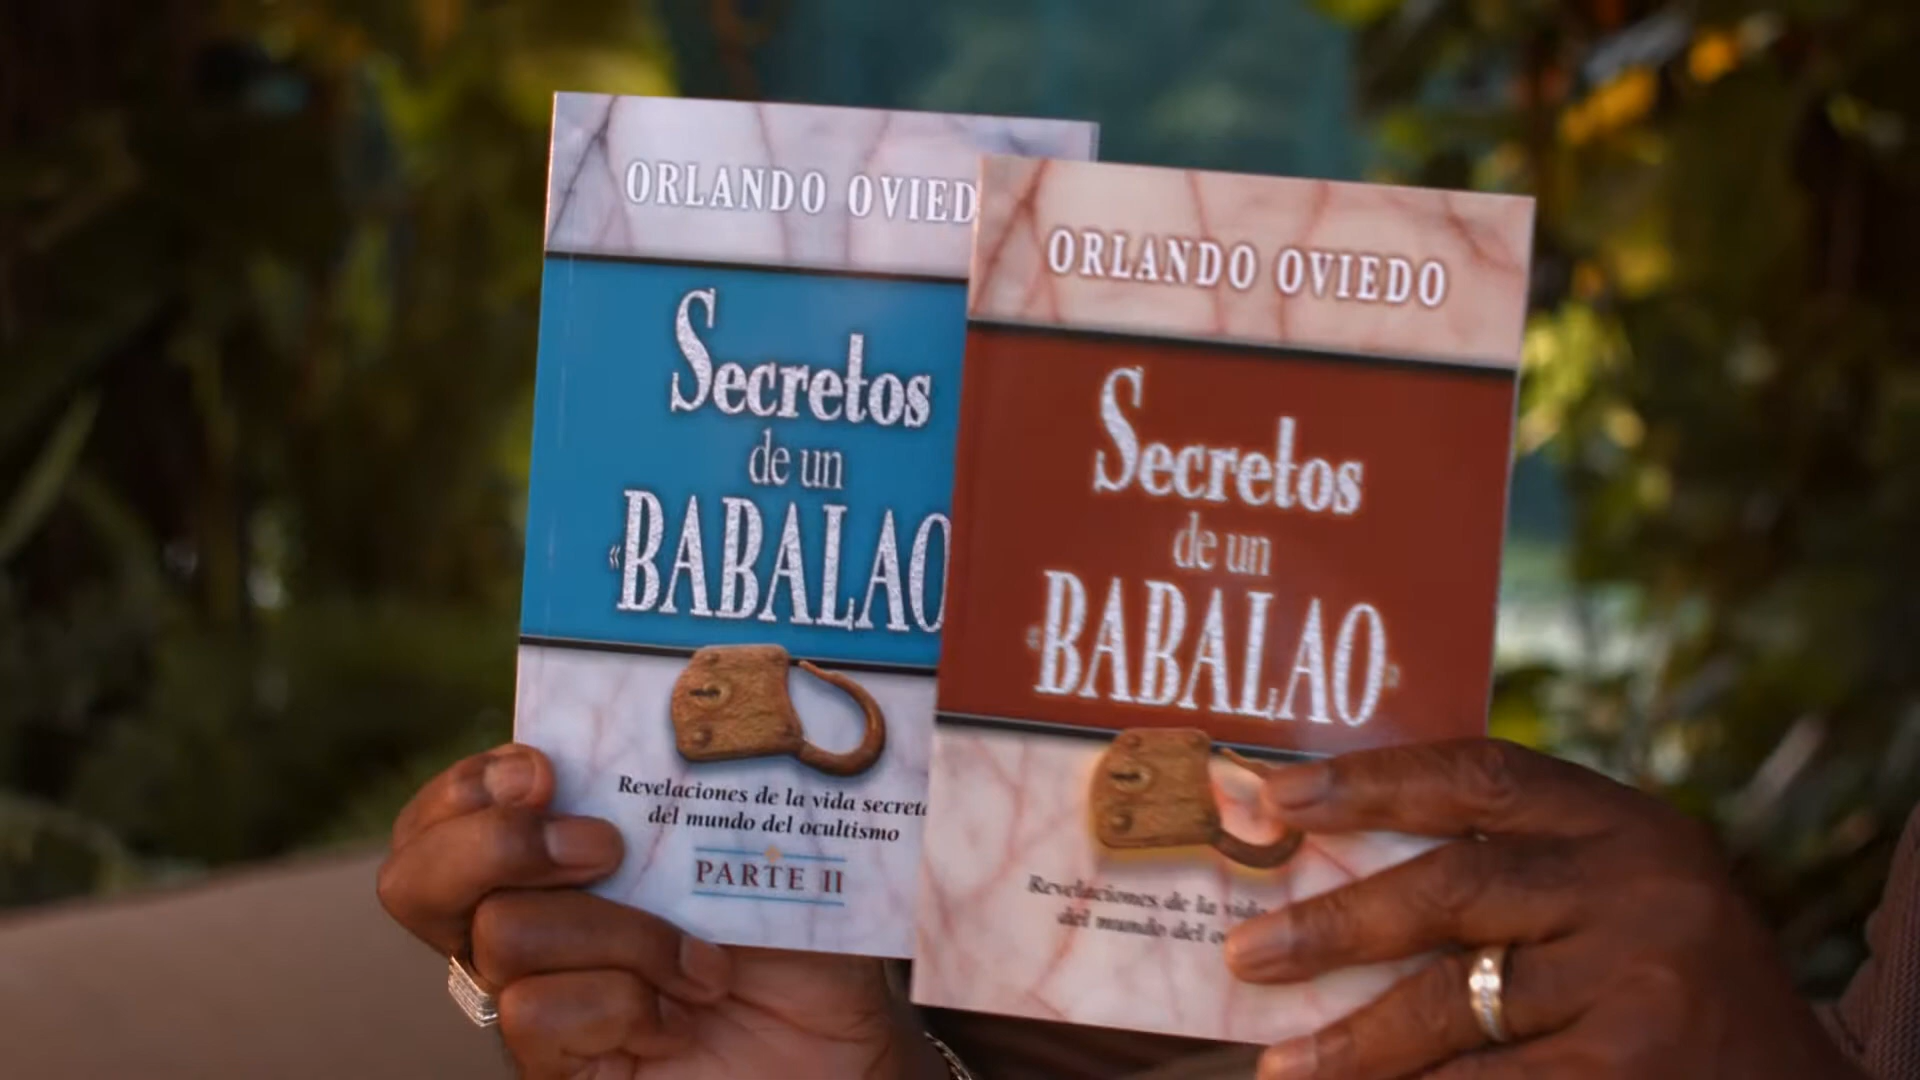 ORLANDO OVIED
Secretos
de un
«BABALAO
Revelaciones de la vida secreta
del mundo del ocultismo
PARTE II
ORLANDO OVIEDO
Secretos
de un
«BABALAO»
Revelaciones de la vida
del mundo del